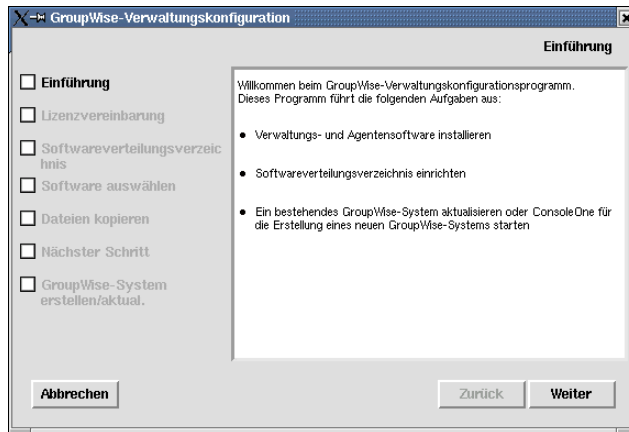 GroupWise-Verwaltungskonfiguration
Einführung
Einführung
Lizenzvereinbarung
Softwareverteilungsverzeic
hnis
Software auswählen
Dateien kopieren
Nächster Schritt
GroupWise-System
erstellen/aktual.
Willkommen beim GroupWise-Verwaltungskonfigurationsprogramm.
Dieses Programm führt die folgenden Aufgaben aus:
● Verwaltungs- und Agentensoftware installieren
● Softwareverteilungsverzeichnis einrichten
● Ein bestehendes GroupWise-System aktualisieren oder ConsoleOne für
die Erstellung eines neuen GroupWise-Systems starten
Abbrechen
Zurück
Weiter